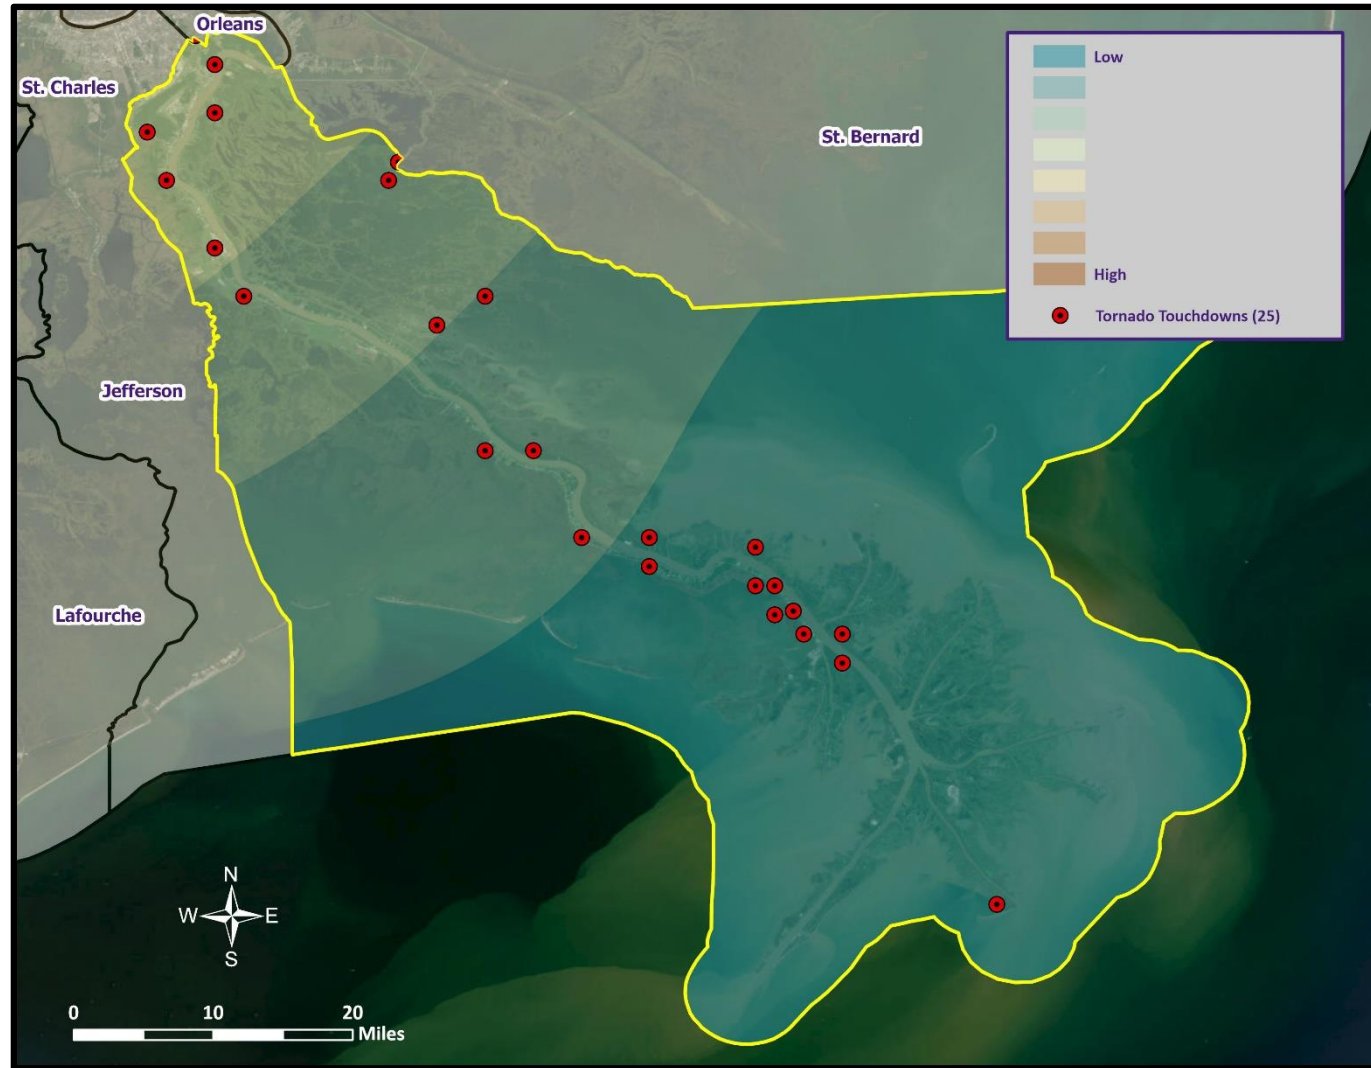 Orleans
Low
St. Charles
St. Bernard
High
Tornado Touchdowns (25)
Jefferson
Lafourche
N
W
E
S
0
10
20
Miles